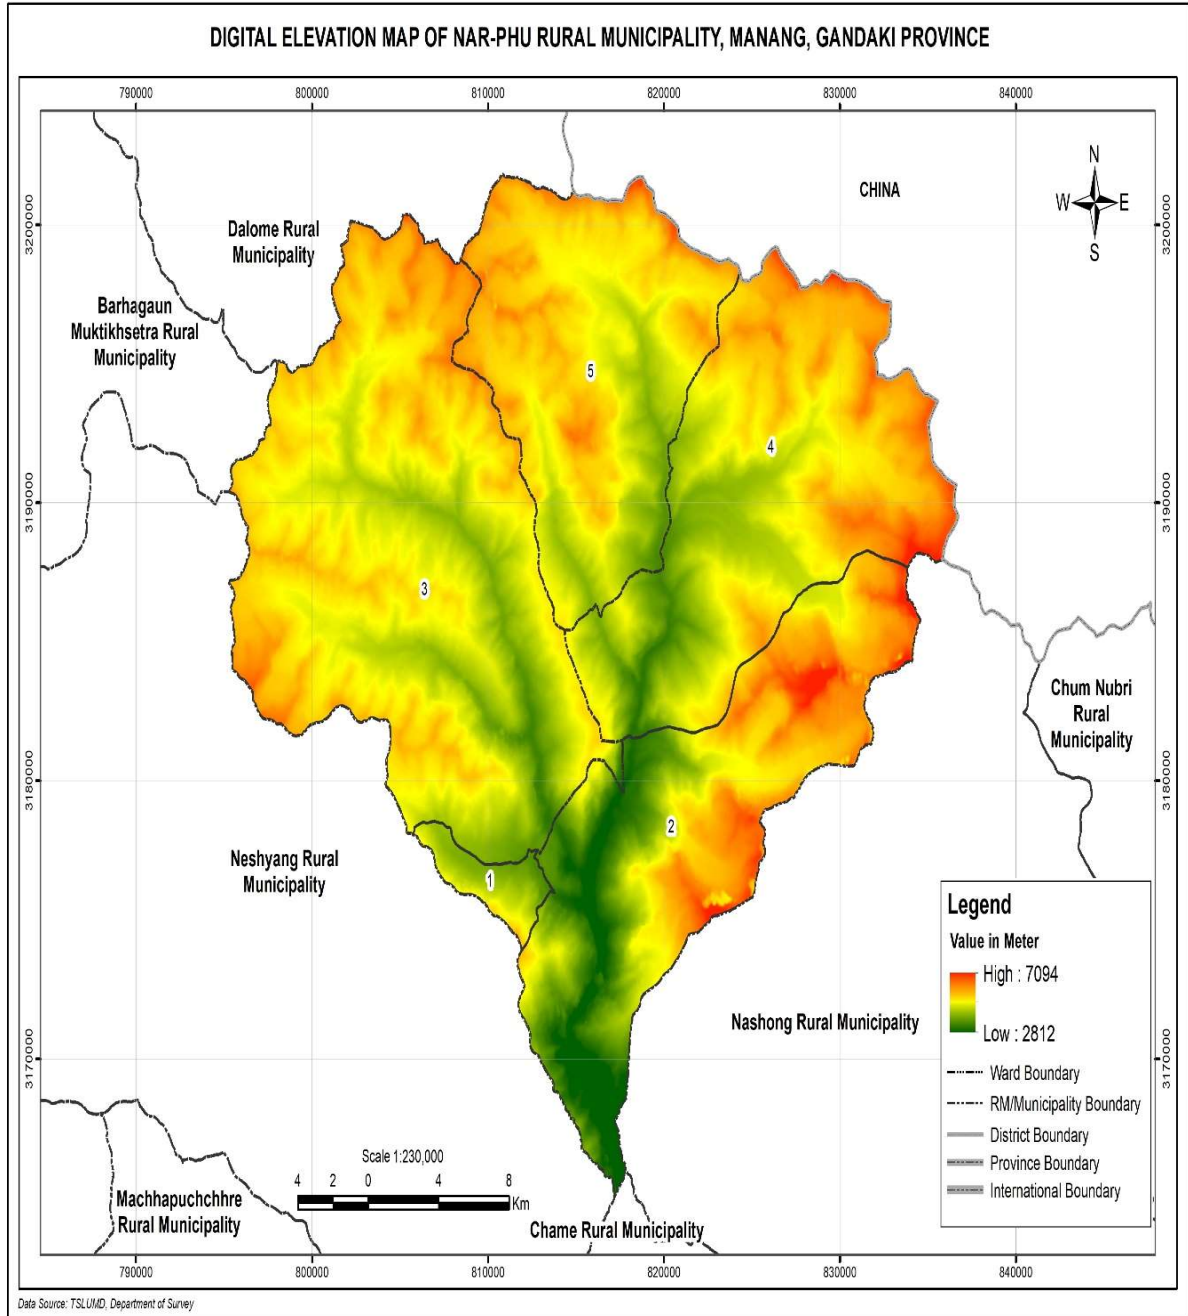 DIGITAL ELEVATION MAP OF NAR-PHU RURAL MUNICIPALITY, MANANG, GANDAKI PROVINCE
790000 800000 810000 820000 830000 840000
N
W E
S
CHINA
3200000 3200000
Dalome Rural
Municipality
Barhagaun
Muktikhsetra Rural
Municipality
5
4
3190000 3190000
3
Chum Nubri
Rural
Municipality
3180000 3180000
2
Neshyang Rural
Municipality
1
Legend
Value in Meter
High : 7094
Low : 2812
Ward Boundary
RM/Municipality Boundary
District Boundary
Province Boundary
International Boundary
Nashong Rural Municipality
3170000 3170000
Scale 1:230,000
4 2 0 4 8
Km
Machhapuchchhre
Rural Municipality
Chame Rural Municipality
790000 800000 810000 820000 830000 840000
Data Source: TSLUMD, Department of Survey